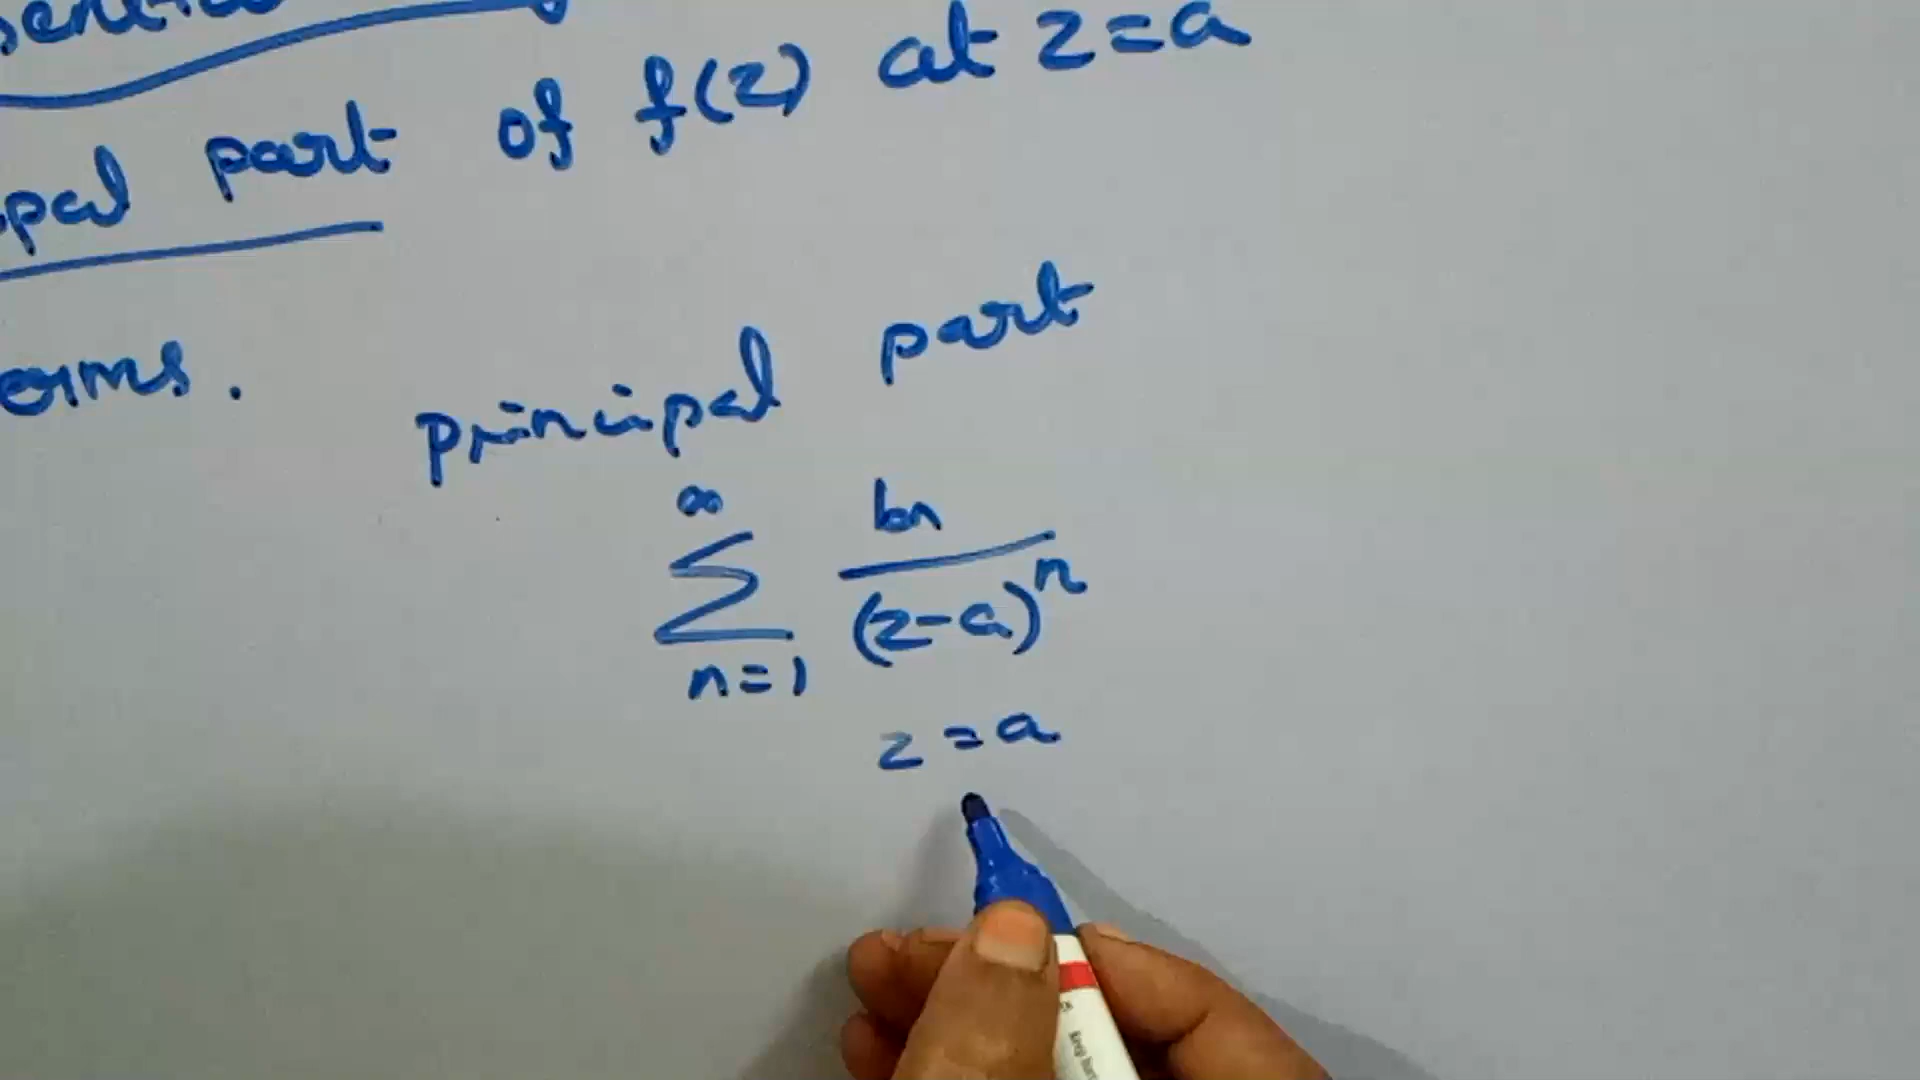 part of f(z) at z=a
principal part
∞
∑ bn/(z-a)^n
n=1
z=a